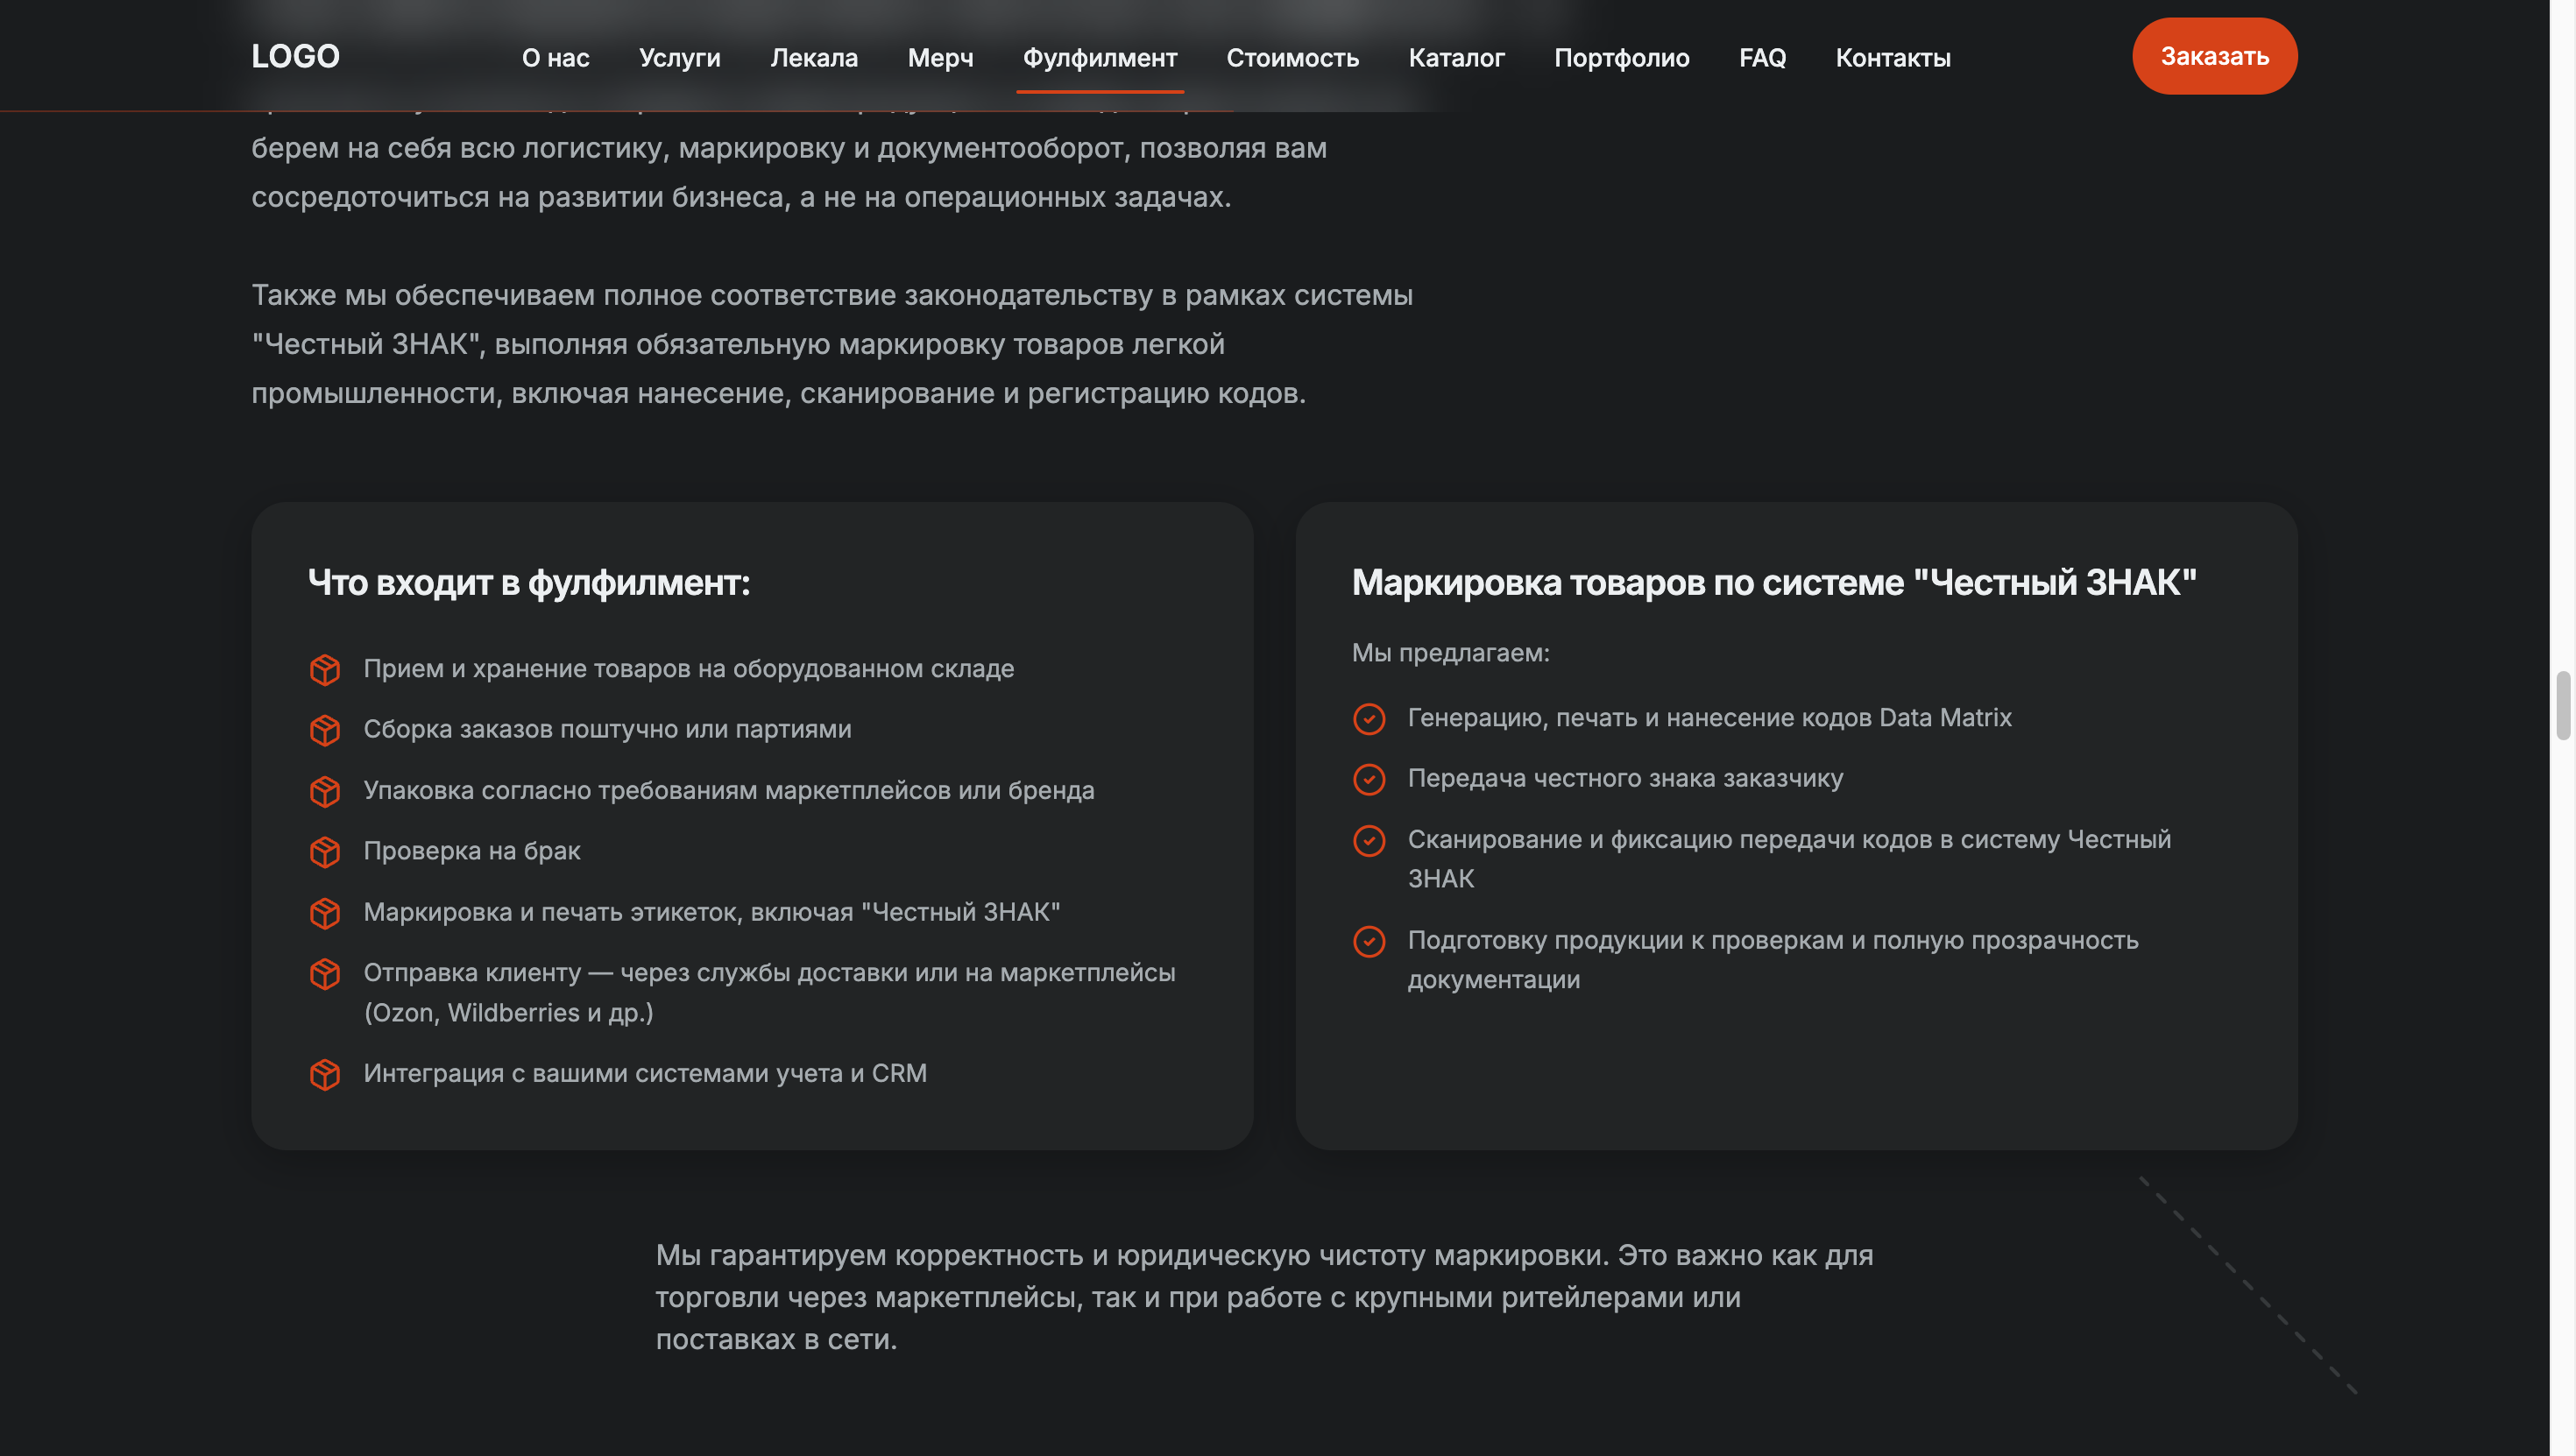 LOGO
О нас
Услуги
Лекала
Мерч
Фулфилмент
Стоимость
Каталог
Портфолио
FAQ
Контакты
Заказать
берем на себя всю логистику, маркировку и документооборот, позволяя вам
сосредоточиться на развитии бизнеса, а не на операционных задачах.
Также мы обеспечиваем полное соответствие законодательству в рамках системы
"Честный ЗНАК", выполняя обязательную маркировку товаров легкой
промышленности, включая нанесение, сканирование и регистрацию кодов.
Что входит в фулфилмент:
Прием и хранение товаров на оборудованном складе
Сборка заказов поштучно или партиями
Упаковка согласно требованиям маркетплейсов или бренда
Проверка на брак
Маркировка и печать этикеток, включая "Честный ЗНАК"
Отправка клиенту — через службы доставки или на маркетплейсы
(Ozon, Wildberries и др.)
Интеграция с вашими системами учета и CRM
Маркировка товаров по системе "Честный ЗНАК"
Мы предлагаем:
Генерацию, печать и нанесение кодов Data Matrix
Передача честного знака заказчику
Сканирование и фиксацию передачи кодов в систему Честный
ЗНАК
Подготовку продукции к проверкам и полную прозрачность
документации
Мы гарантируем корректность и юридическую чистоту маркировки. Это важно как для
торговли через маркетплейсы, так и при работе с крупными ритейлерами или
поставках в сети.